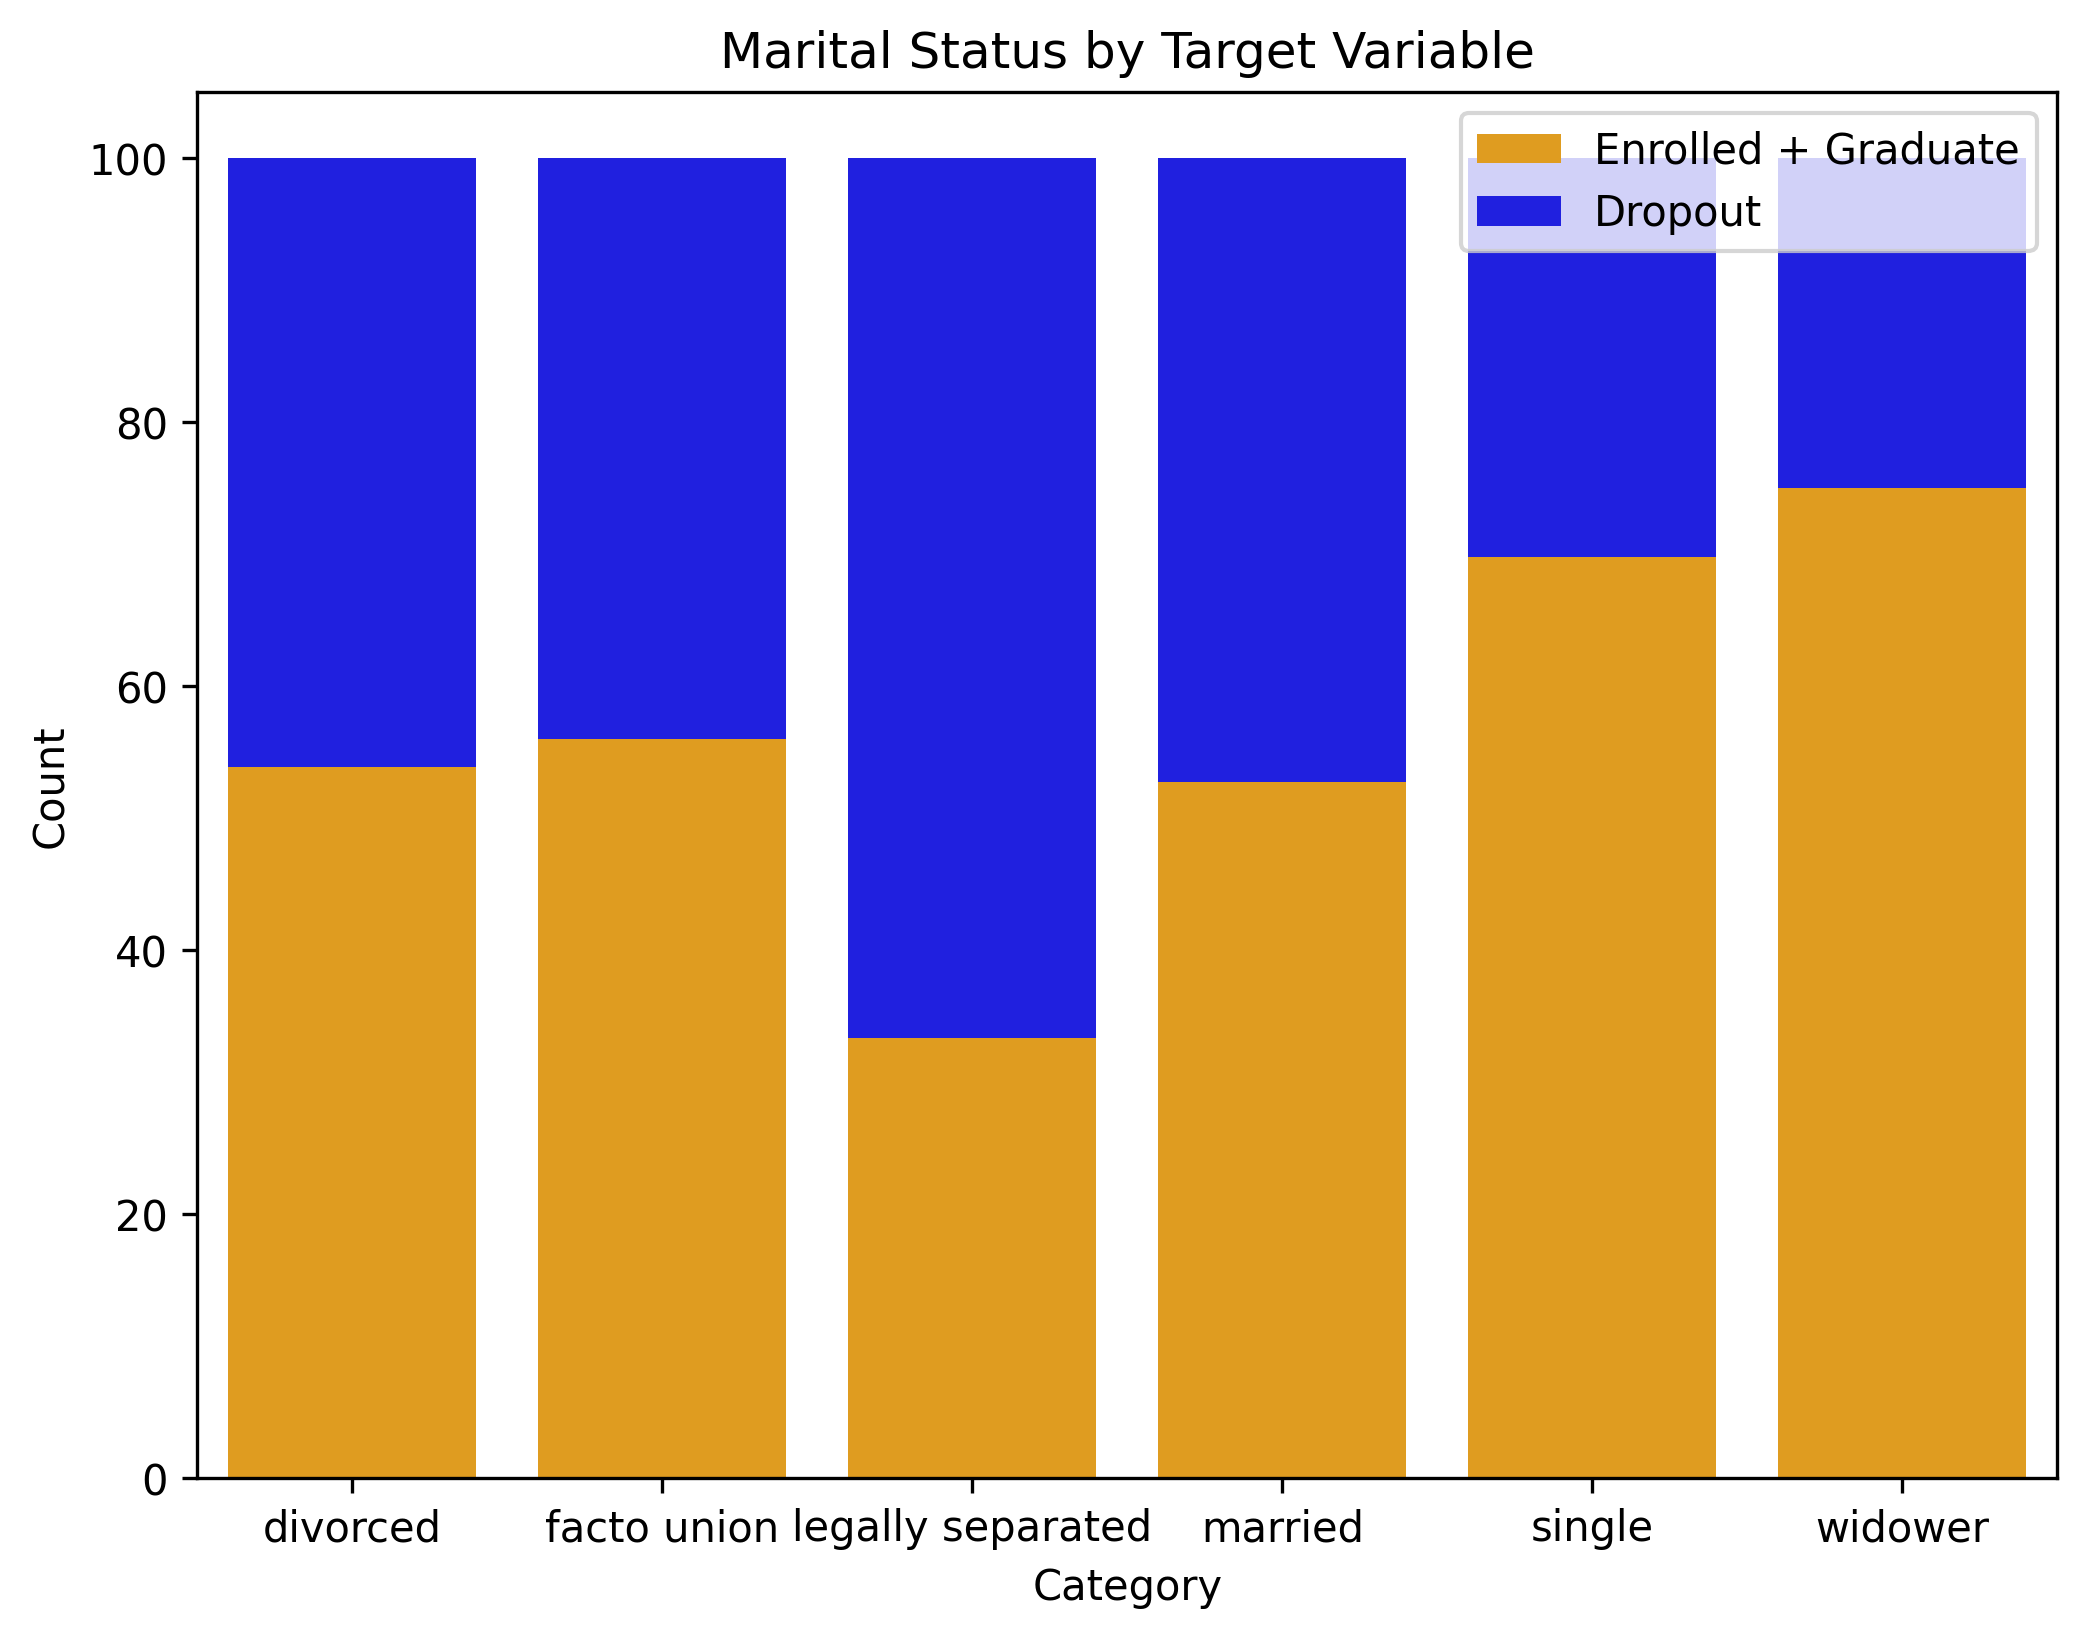 Marital Status by Target Variable
Enrolled + Graduate
Dropout
100
80
60
40
20
0
Count
divorced facto union legally separated married single widower
Category